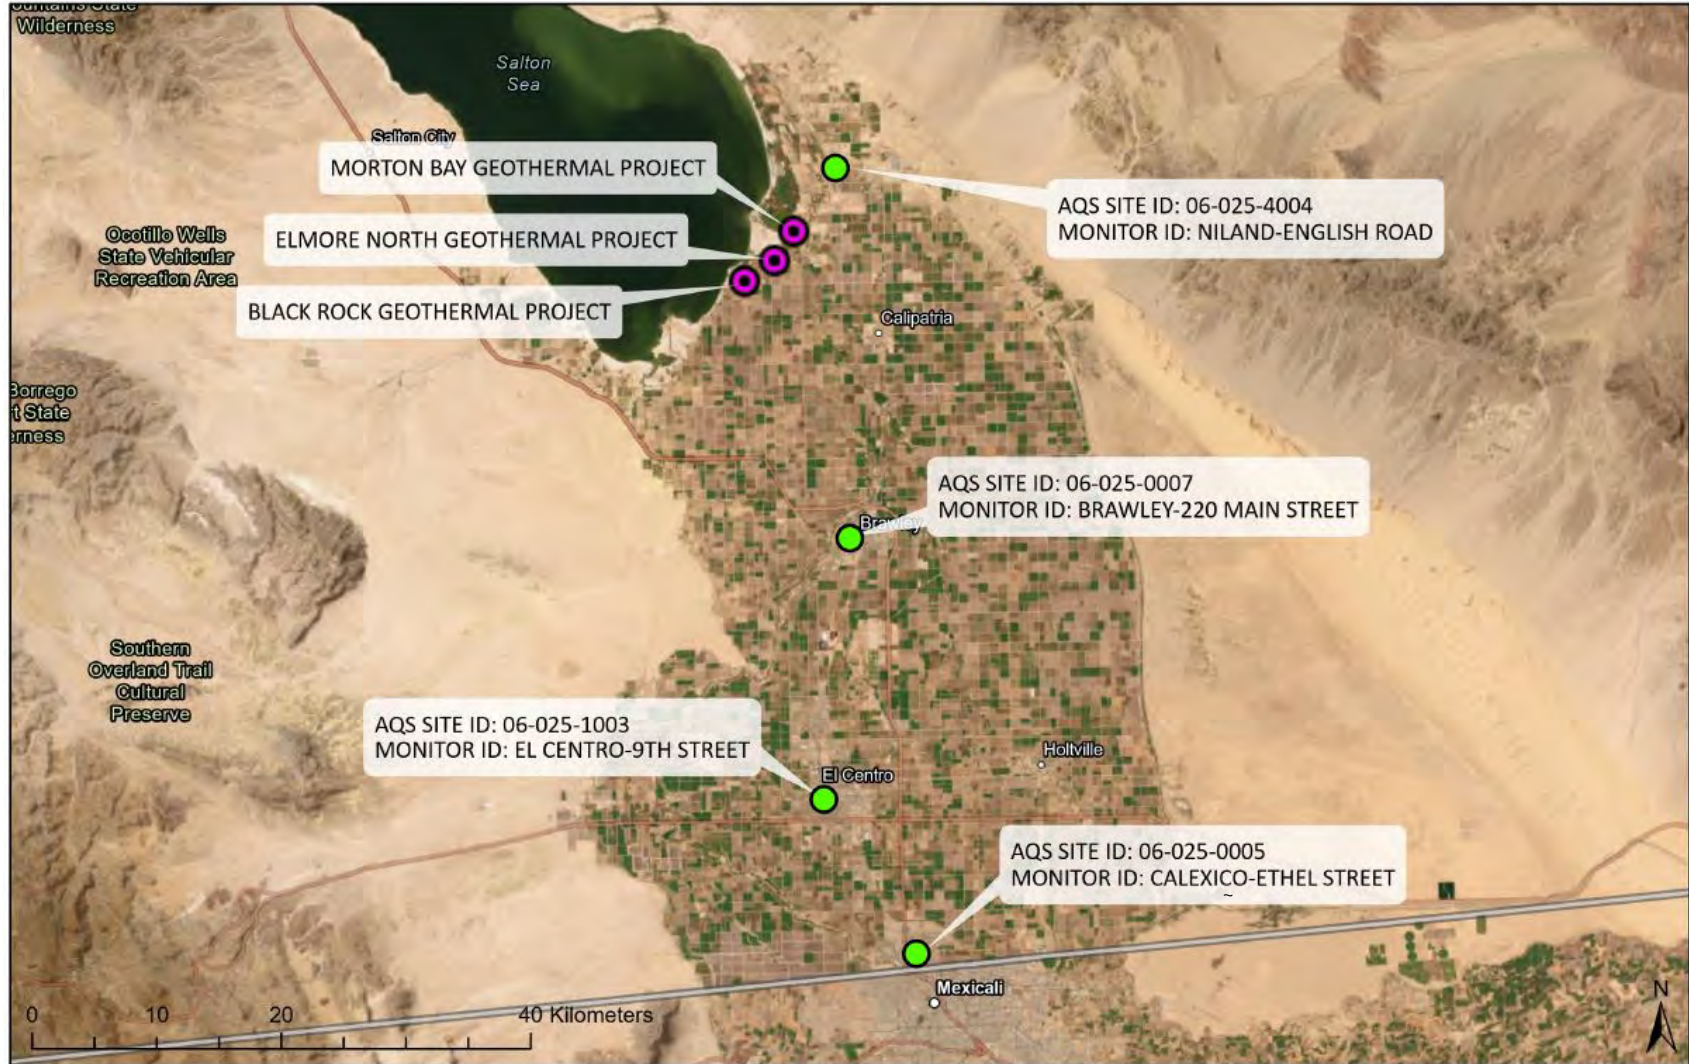 ountains State
Wilderness
Salton
Sea
Salton City
MORTON BAY GEOTHERMAL PROJECT
AQS SITE ID: 06-025-4004
MONITOR ID: NILAND-ENGLISH ROAD
Ocotillo Wells
State Vehicular
Recreation Area
ELMORE NORTH GEOTHERMAL PROJECT
BLACK ROCK GEOTHERMAL PROJECT
Calipatria
Borrego
t State
erness
AQS SITE ID: 06-025-0007
MONITOR ID: BRAWLEY-220 MAIN STREET
Brawley
Southern
Overland Trail
Cultural
Preserve
AQS SITE ID: 06-025-1003
MONITOR ID: EL CENTRO-9TH STREET
Holtville
El Centro
AQS SITE ID: 06-025-0005
MONITOR ID: CALEXICO-ETHEL STREET
~
Mexicali
N
0 10 20 40 Kilometers